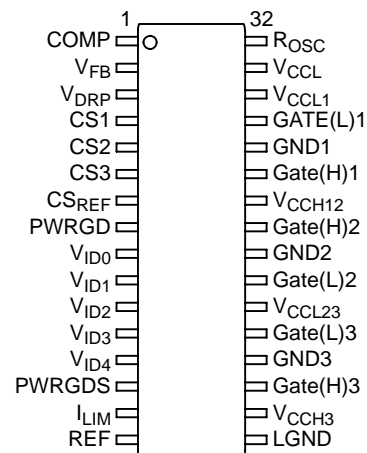 1 32
COMP R_OSC
V_FB V_CCL
V_DRP V_CCL1
CS1 GATE(L)1
CS2 GND1
CS3 Gate(H)1
CS_REF V_CCH12
PWRGD Gate(H)2
V_ID0 GND2
V_ID1 Gate(L)2
V_ID2 V_CCL23
V_ID3 Gate(L)3
V_ID4 GND3
PWRGDS Gate(H)3
I_LIM V_CCH3
REF LGND